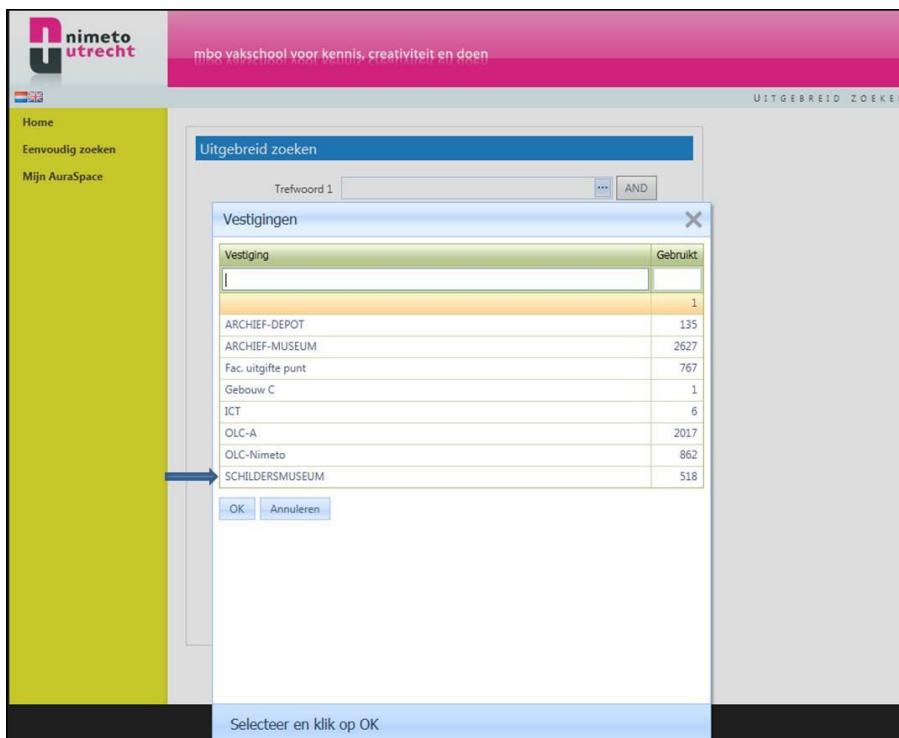 nimeto
utrecht
mbo vakschool voor kennis, creativiteit en doen
UITGEBREID ZOEKE
Home
Eenvoudig zoeken
Mijn AuraSpace
Uitgebreid zoeken
Trefwoord 1 ... AND
Vestigingen
Vestiging Gebruikt
1
ARCHIEF-DEPOT 135
ARCHIEF-MUSEUM 2627
Fac. uitgifte punt 767
Gebouw C 1
ICT 6
OLC-A 2017
OLC-Nimeto 862
SCHILDERSMUSEUM 518
OK Annuleren
Selecteer en klik op OK